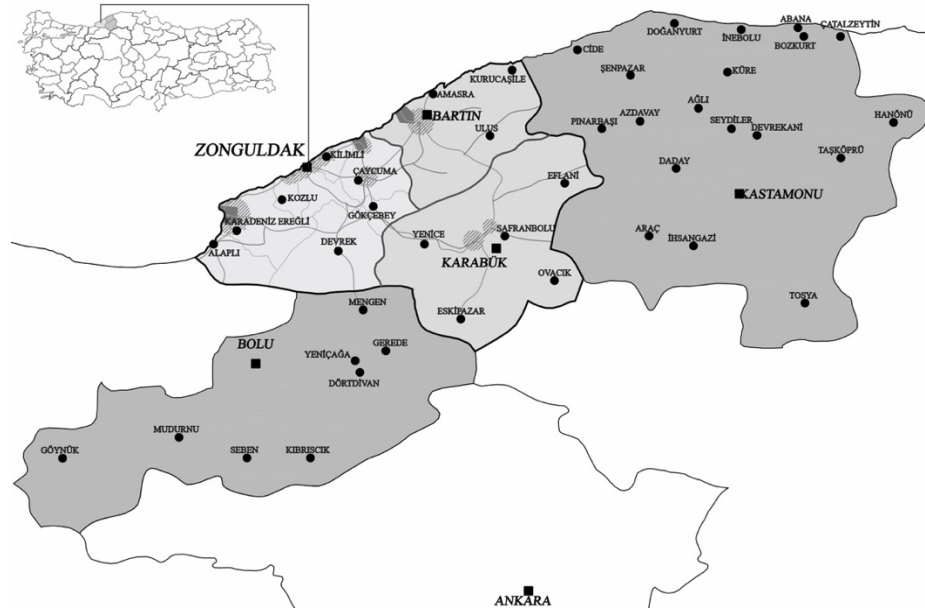 ABANA
ÇATALZEYTİN
DOĞANYURT
İNEBOLU
BOZKURT
CİDE
KURUCAŞİLE
ŞENPAZAR
KÜRE
AMASRA
BARTIN
AĞLI
HANÖNÜ
AZDAVAY
PINARBAŞI
SEYDİLER
DEVREKANİ
ULUS
ZONGULDAK
KİLİMLİ
TAŞKÖPRÜ
DADAY
ÇAYCUMA
EFLANİ
KASTAMONU
KOZLU
GÖKÇEBEY
KARADENİZ EREĞLİ
SAFRANBOLU
YENİCE
ARAÇ
İHSANGAZİ
ALAPLI
DEVREK
KARABÜK
OVACIK
MENGEN
TOSYA
ESKİPAZAR
BOLU
GEREDE
YENİÇAĞA
DÖRTDİVAN
MUDURNU
GÖYNÜK
SEBEN
KIBRISCIK
ANKARA